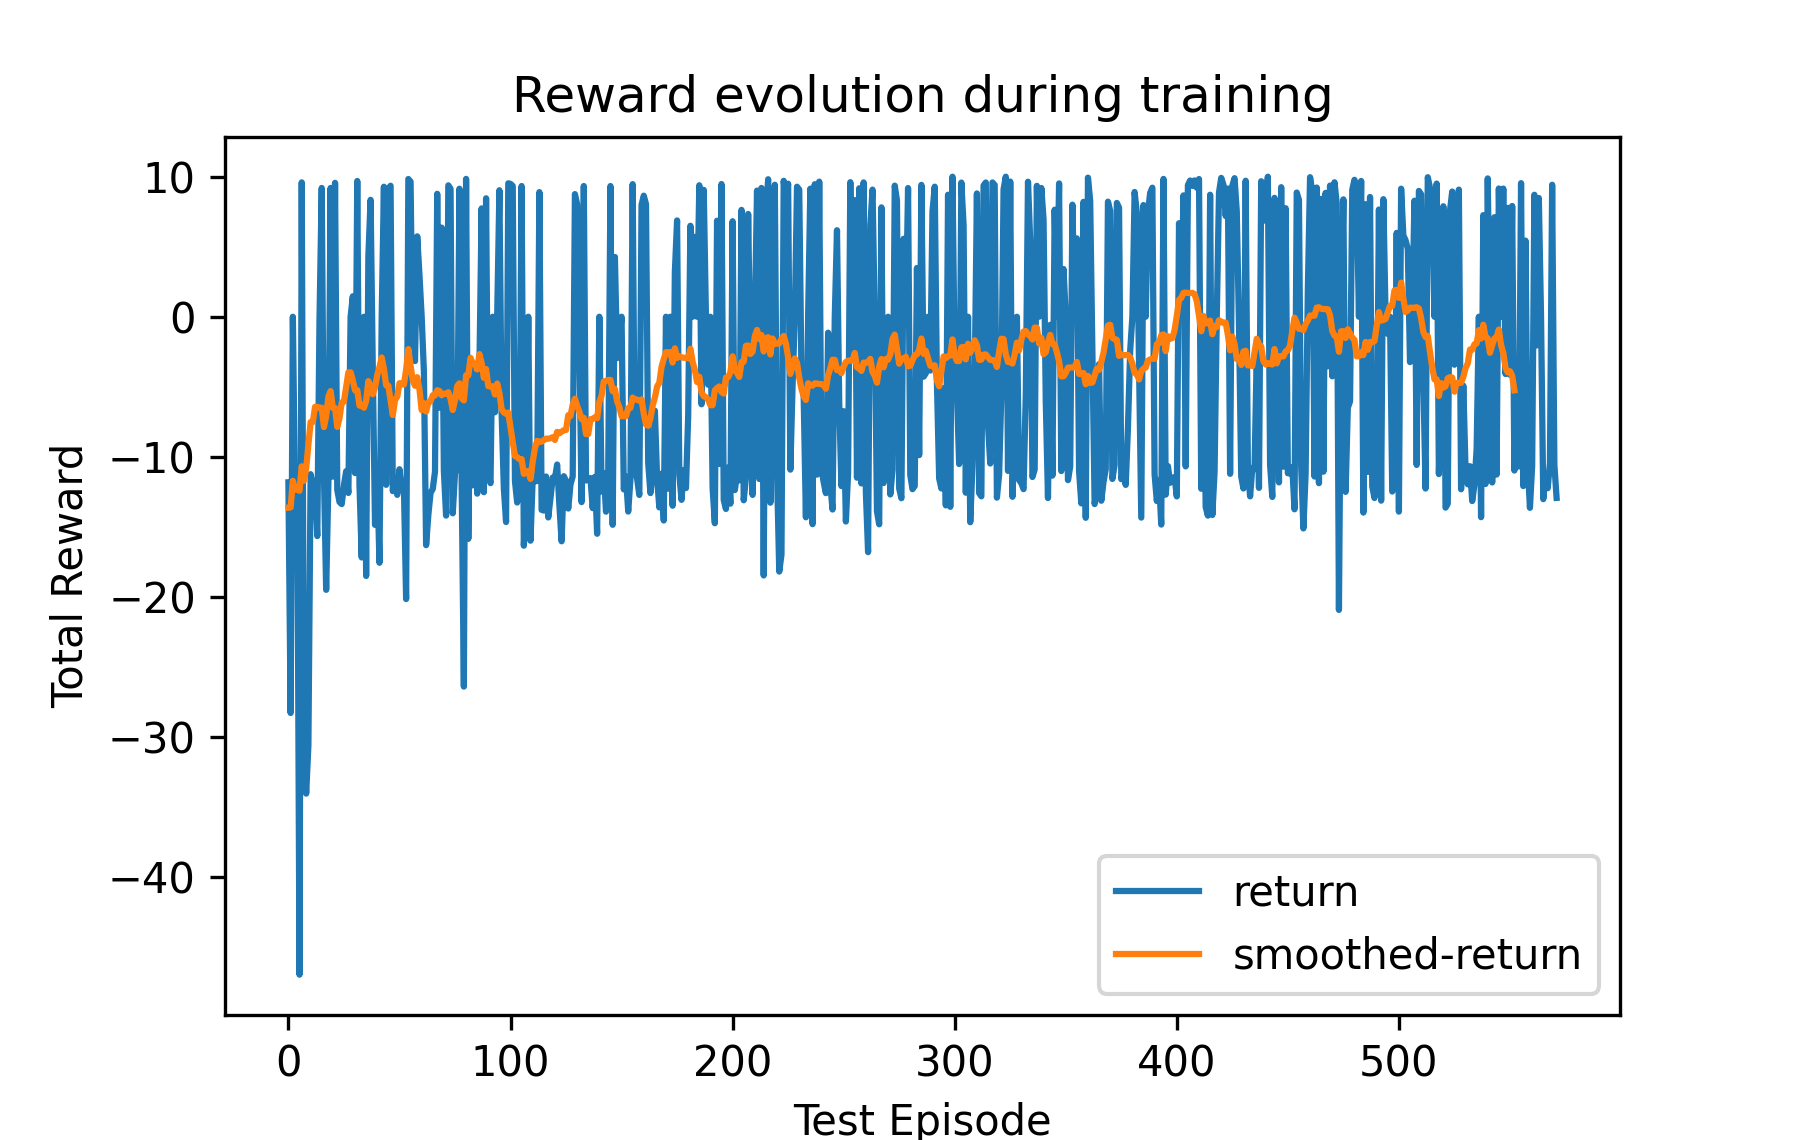 Reward evolution during training
10
0
−10
−20
−30
−40
Total Reward
return
smoothed-return
0 100 200 300 400 500
Test Episode